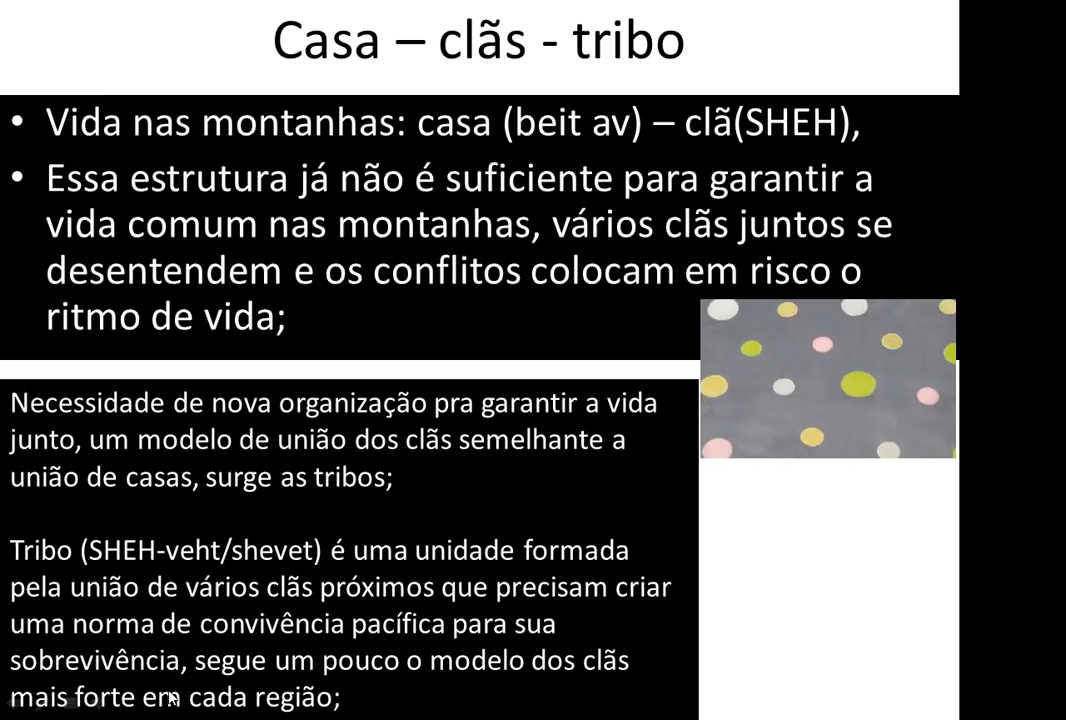 Casa – clãs - tribo
• Vida nas montanhas: casa (beit av) – clã(SHEH),
• Essa estrutura já não é suficiente para garantir a
vida comum nas montanhas, vários clãs juntos se
desentendem e os conflitos colocam em risco o
ritmo de vida;
Necessidade de nova organização pra garantir a vida
junto, um modelo de união dos clãs semelhante a
união de casas, surge as tribos;
Tribo (SHEH-veht/shevet) é uma unidade formada
pela união de vários clãs próximos que precisam criar
uma norma de convivência pacífica para sua
sobrevivência, segue um pouco o modelo dos clãs
mais forte em cada região;